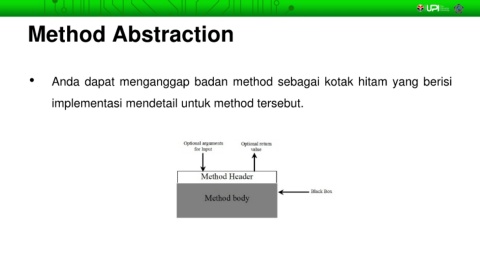 UPI
Method Abstraction
• Anda dapat menganggap badan method sebagai kotak hitam yang berisi
implementasi mendetail untuk method tersebut.
Optional arguments
for Input
Optional return
value
Method Header
Method body
Black Box